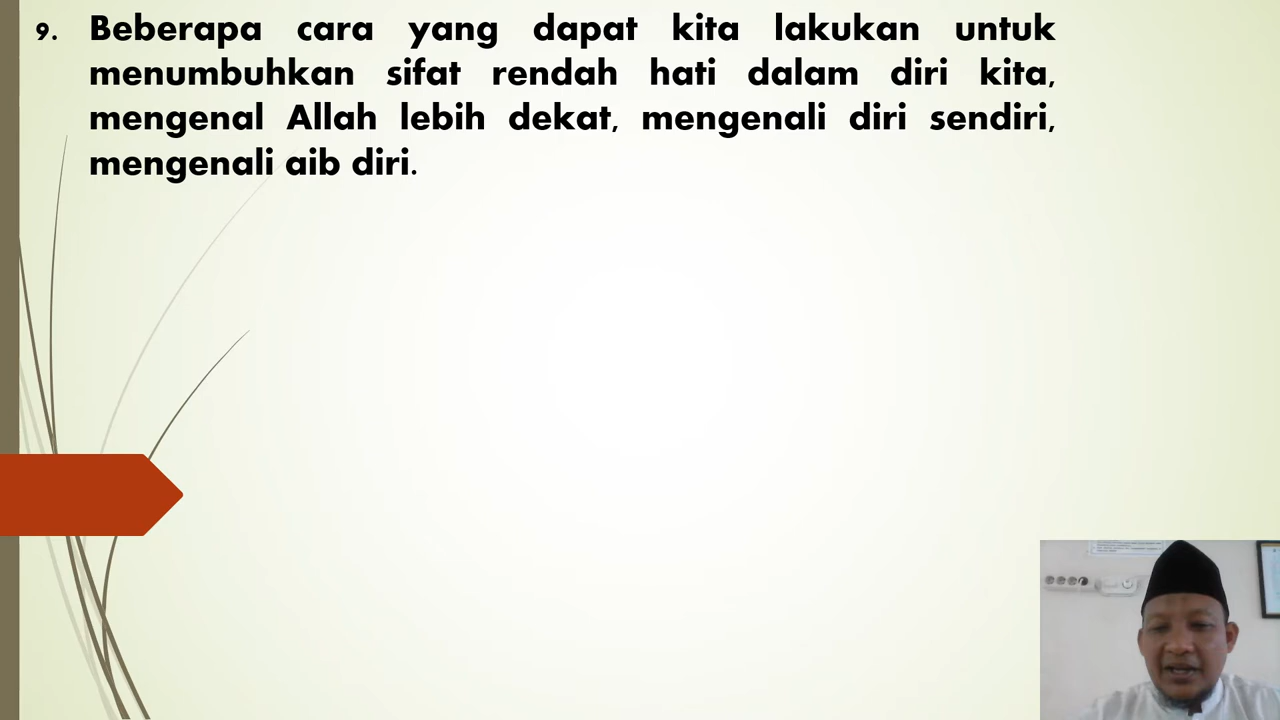 9. Beberapa cara yang dapat kita lakukan untuk
menumbuhkan sifat rendah hati dalam diri kita,
mengenal Allah lebih dekat, mengenali diri sendiri,
mengenali aib diri.